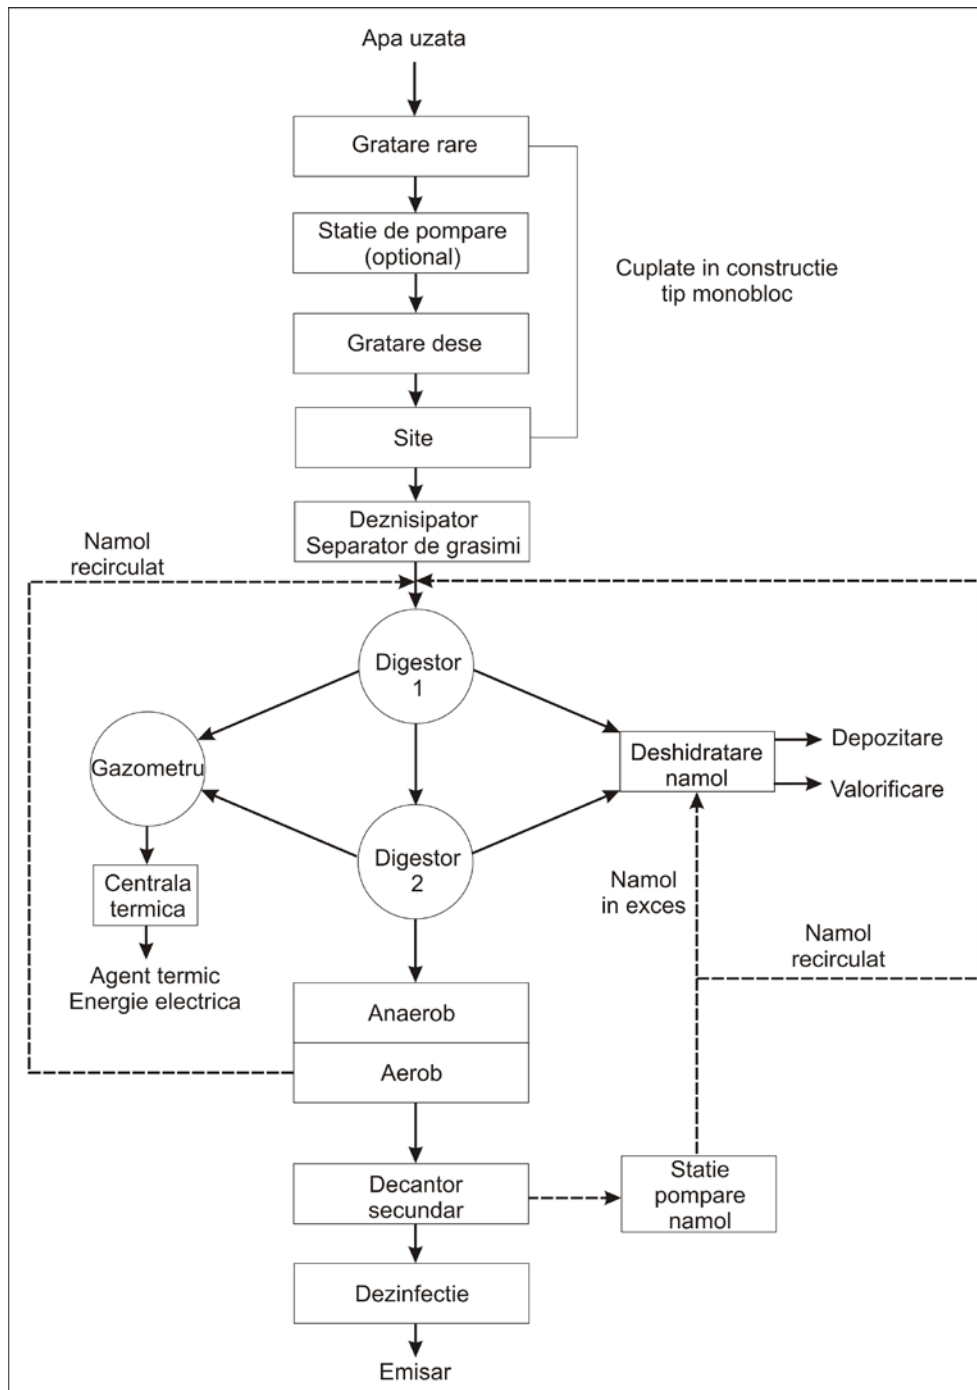 Apa uzata
Gratare rare
Statie de pompare
(optional)
Cuplate in constructie
tip monobloc
Gratare dese
Site
Deznisipator
Separator de grasimi
Namol
recirculat
Digestor
1
Gazometru
Deshidratare
namol
Depozitare
Valorificare
Digestor
2
Centrala
termica
Namol
in exces
Agent termic
Energie electrica
Namol
recirculat
Anaerob
Aerob
Decantor
secundar
Statie
pompare
namol
Dezinfectie
Emisar